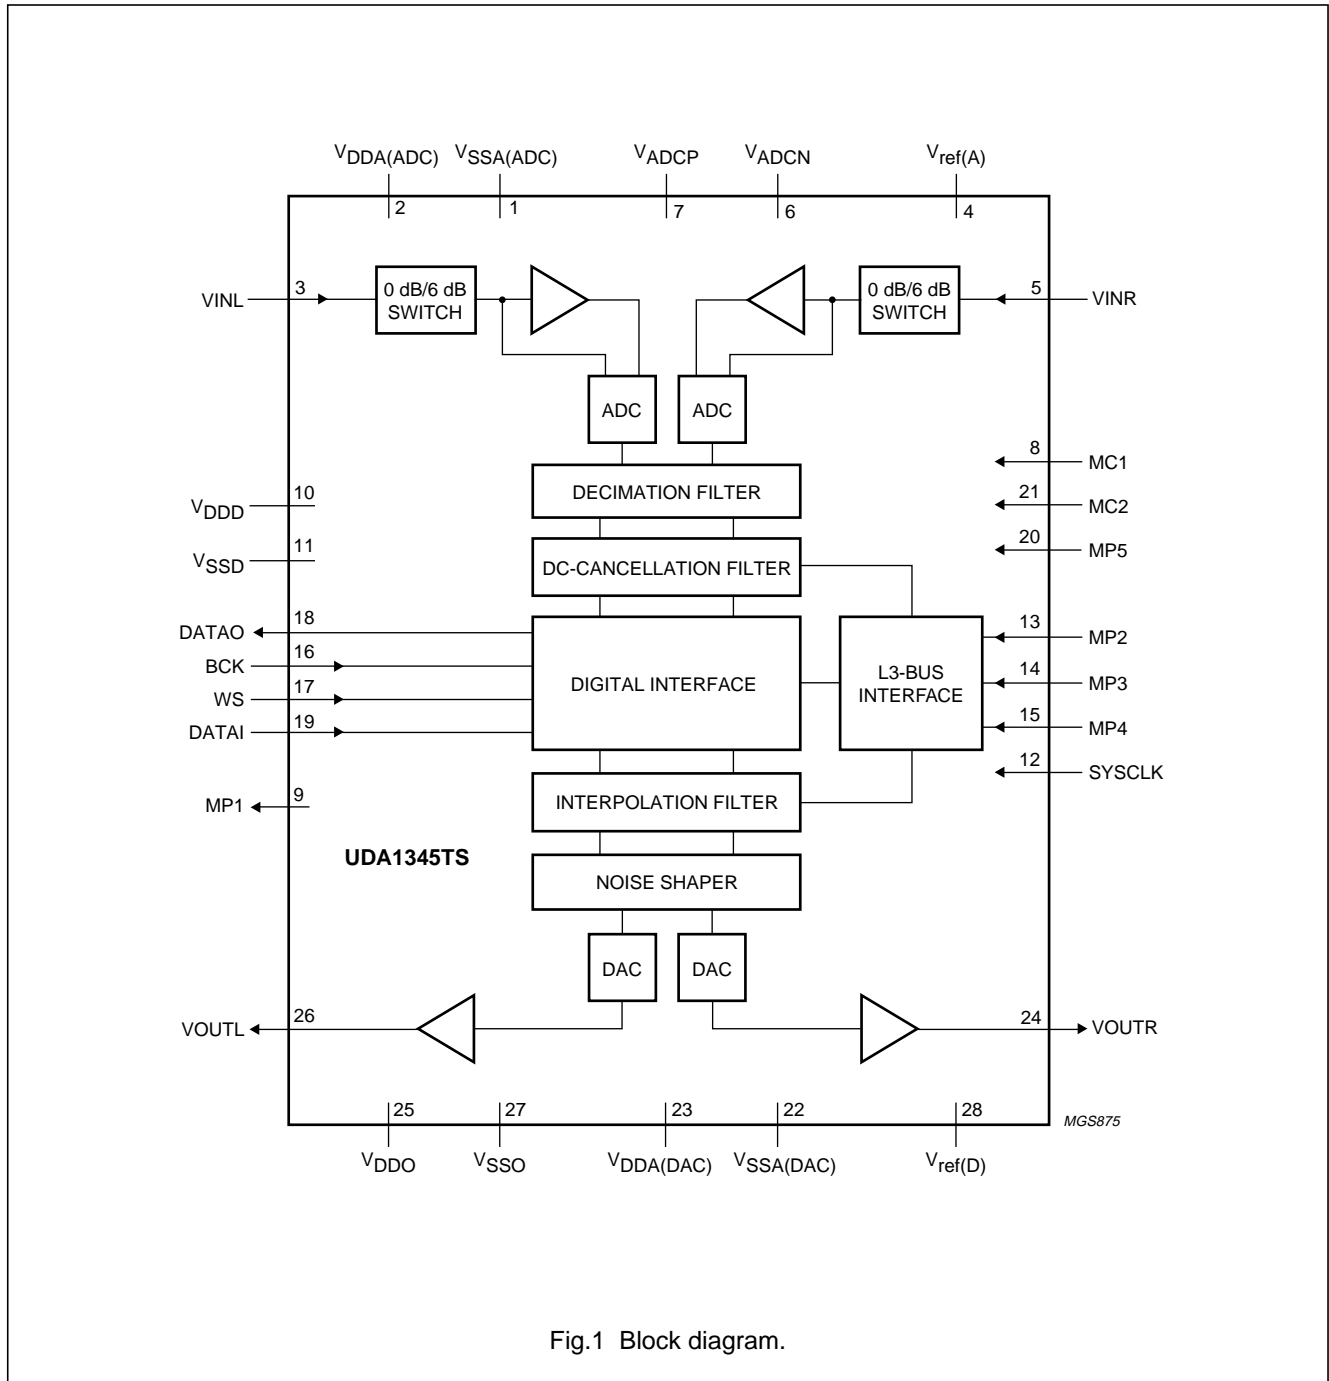 VDDA(ADC) VSSA(ADC) VADCP VADCN Vref(A)
2 1 7 6 4
VINL 3 0 dB/6 dB SWITCH 0 dB/6 dB SWITCH 5 VINR
ADC ADC
8 MC1
DECIMATION FILTER
VDDD 10
21 MC2
VSSD 11
20 MP5
DC-CANCELLATION FILTER
DATAO 18
13 MP2
BCK 16
DIGITAL INTERFACE
L3-BUS
INTERFACE
14 MP3
WS 17
15 MP4
DATAI 19
12 SYSCLK
MP1 9
INTERPOLATION FILTER
UDA1345TS
NOISE SHAPER
DAC DAC
VOUTL 26 24 VOUTR
25 27 23 22 28
MGS875
VDDO VSSO VDDA(DAC) VSSA(DAC) Vref(D)
Fig.1 Block diagram.